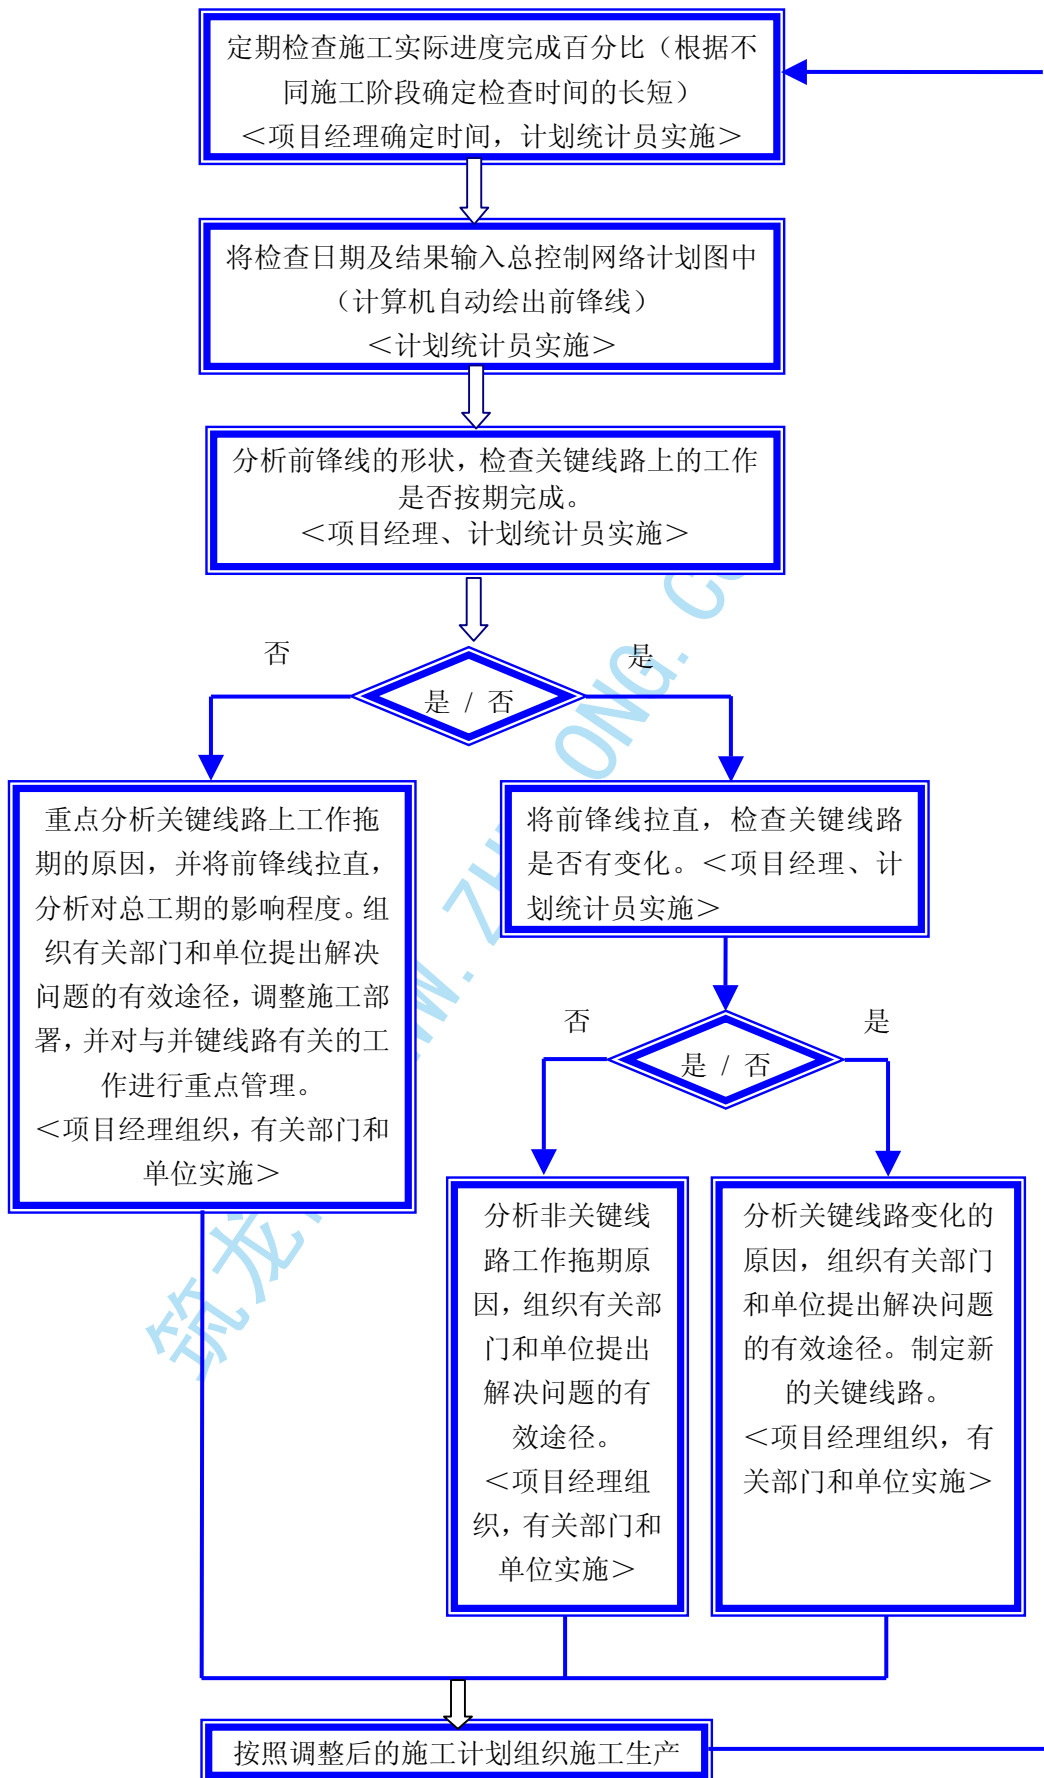 定期检查施工实际进度完成百分比（根据不
同施工阶段确定检查时间的长短）
＜项目经理确定时间，计划统计员实施＞
将检查日期及结果输入总控制网络计划图中
（计算机自动绘出前锋线）
＜计划统计员实施＞
分析前锋线的形状，检查关键线路上的工作
是否按期完成。
＜项目经理、计划统计员实施＞
否
是
是 / 否
重点分析关键线路上工作拖
期的原因，并将前锋线拉直，
分析对总工期的影响程度。组
织有关部门和单位提出解决
问题的有效途径，调整施工部
署，并对与并键线路有关的工
作进行重点管理。
＜项目经理组织，有关部门和
单位实施＞
将前锋线拉直，检查关键线路
是否有变化。＜项目经理、计
划统计员实施＞
否
是
是 / 否
分析非关键线
路工作拖期原
因，组织有关部
门和单位提出
解决问题的有
效途径。
＜项目经理组
织，有关部门和
单位实施＞
分析关键线路变化的
原因，组织有关部门
和单位提出解决问题
的有效途径。制定新
的关键线路。
＜项目经理组织，有
关部门和单位实施＞
按照调整后的施工计划组织施工生产